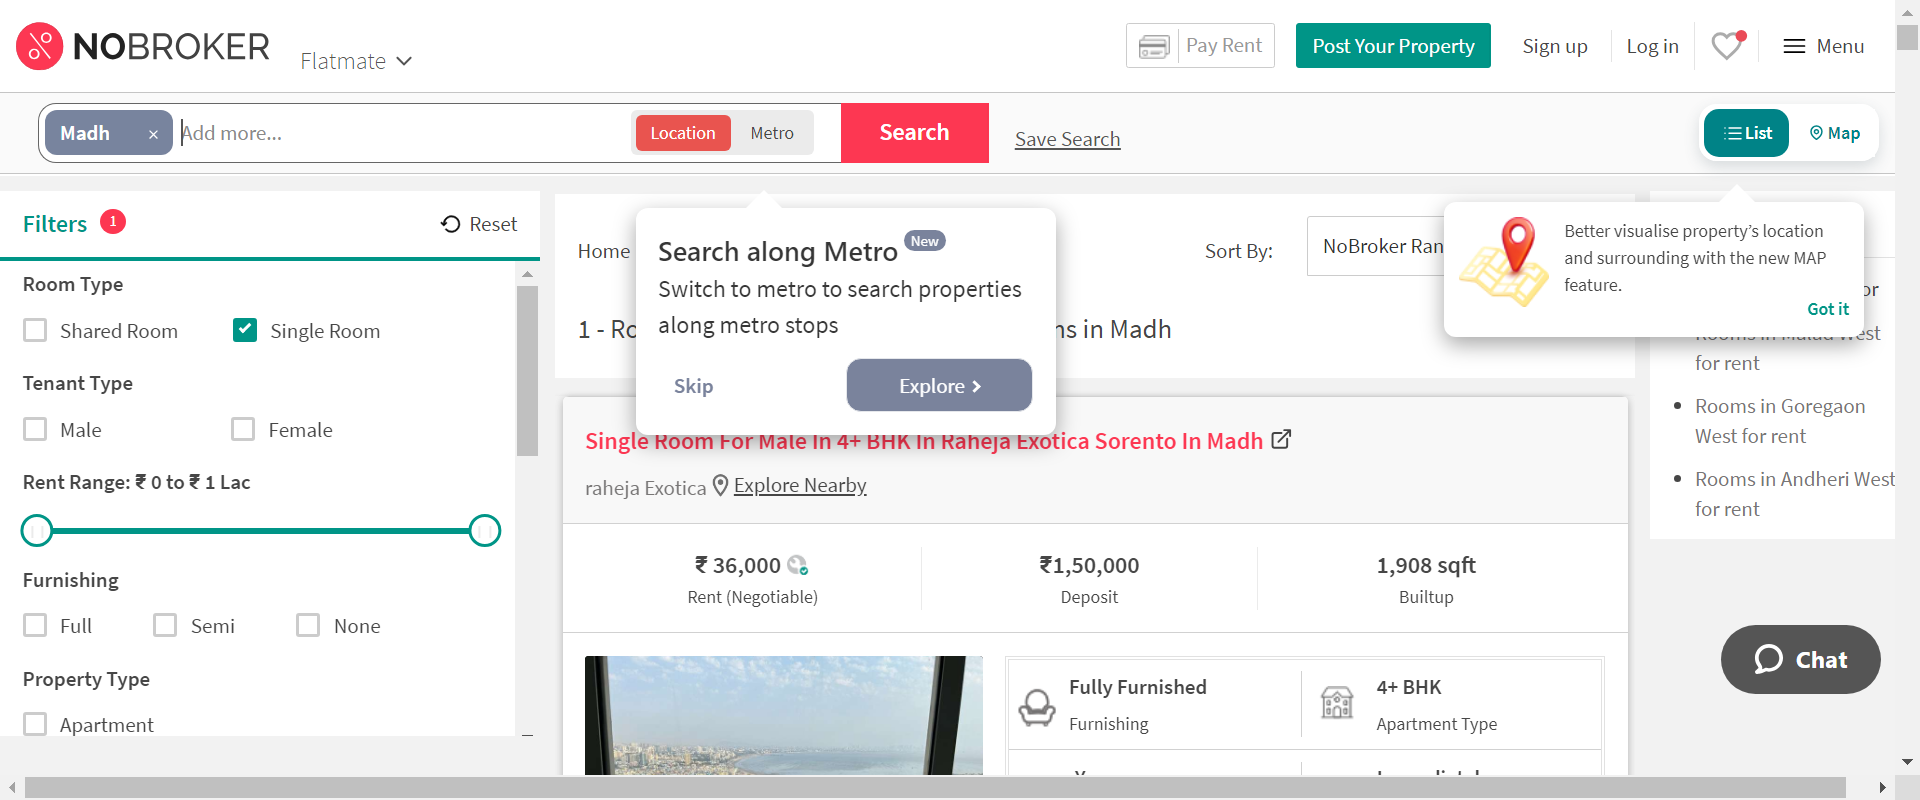 NOBROKER
Flatmate
Pay Rent
Post Your Property
Sign up
Log in
Menu
Madh ×
Add more...
Location
Metro
Search
Save Search
List
Map
Filters 1
Reset
Room Type
Shared Room
Single Room
Tenant Type
Male
Female
Rent Range: ₹ 0 to ₹ 1 Lac
Furnishing
Full
Semi
None
Property Type
Apartment
Home
Sort By:
NoBroker Ran
Search along Metro New
Switch to metro to search properties
along metro stops
Skip
Explore
1 - Ro
in Madh
Better visualise property's location
and surrounding with the new MAP
feature.
Got it
Single Room For Male In 4+ BHK In Raheja Exotica Sorento In Madh
raheja Exotica
Explore Nearby
₹ 36,000
Rent (Negotiable)
₹1,50,000
Deposit
1,908 sqft
Builtup
Fully Furnished
Furnishing
4+ BHK
Apartment Type
or
Rooms in Malad West
for rent
Rooms in Goregaon
West for rent
Rooms in Andheri West
for rent
Chat